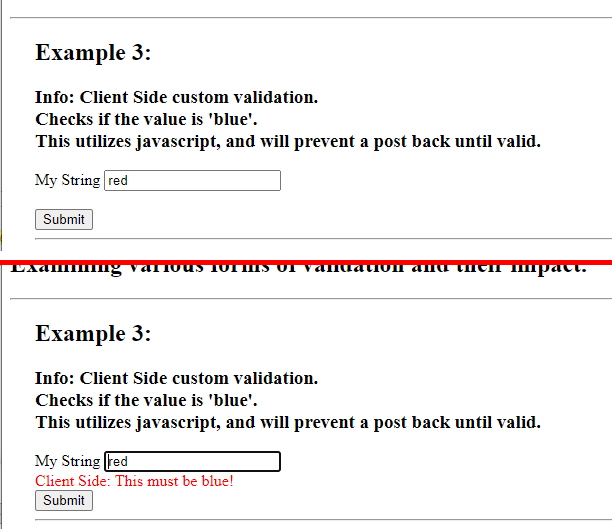 Example 3:
Info: Client Side custom validation.
Checks if the value is 'blue'.
This utilizes javascript, and will prevent a post back until valid.
My String red
Submit
Examining various forms of validation and their impact.
Example 3:
Info: Client Side custom validation.
Checks if the value is 'blue'.
This utilizes javascript, and will prevent a post back until valid.
My String red
Client Side: This must be blue!
Submit